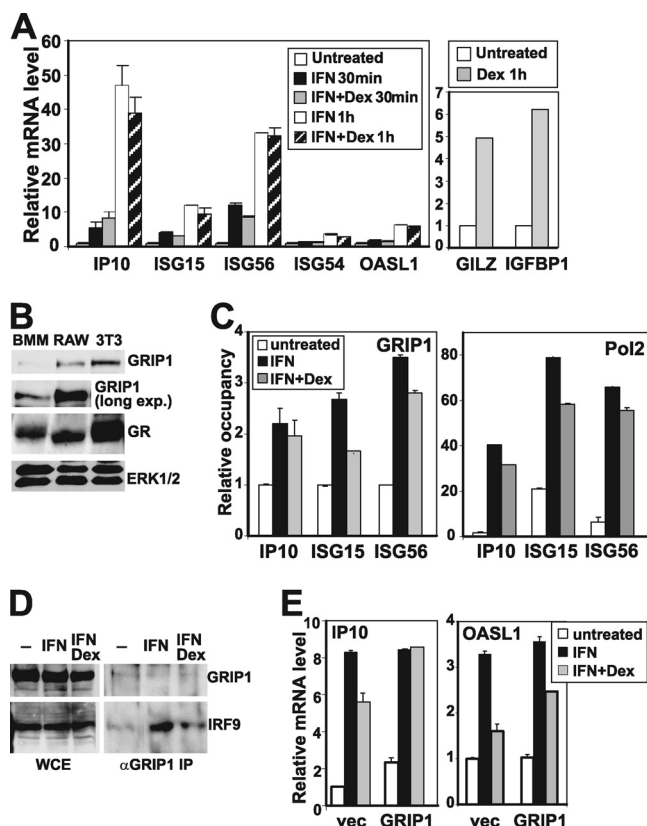 A
Relative mRNA level
60
50
40
30
20
10
0
Untreated
IFN 30min
IFN+Dex 30min
IFN 1h
IFN+Dex 1h
IP10 ISG15 ISG56 ISG54 OASL1
Untreated
Dex 1h
7
6
5
4
3
2
1
0
GILZ IGFBP1
B
BMM RAW 3T3
GRIP1
GRIP1
(long exp.)
GR
ERK1/2
C
Relative occupancy
4
3
2
1
0
GRIP1
untreated
IFN
IFN+Dex
IP10 ISG15 ISG56
80
60
40
20
0
Pol2
IP10 ISG15 ISG56
D
– IFN IFN
Dex
– IFN IFN
Dex
GRIP1
IRF9
WCE αGRIP1 IP
E
Relative mRNA level
10
8
6
4
2
0
IP10
vec GRIP1
4
3
2
1
0
OASL1
untreated
IFN
IFN+Dex
vec GRIP1